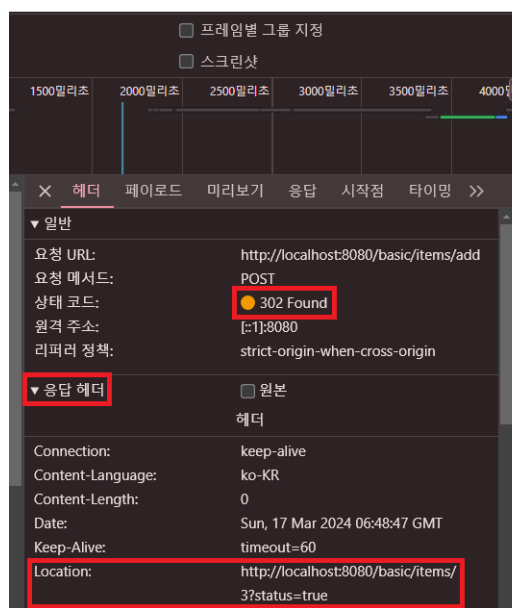 프레임별 그룹 지정
스크린샷
1500밀리초 2000밀리초 2500밀리초 3000밀리초 3500밀리초
× 헤더 페이로드 미리보기 응답 시작점 타이밍 >>
▼ 일반
요청 URL: http://localhost:8080/basic/items/add
요청 메서드: POST
상태 코드: 302 Found
원격 주소: [::1]:8080
리퍼러 정책: strict-origin-when-cross-origin
▼ 응답 헤더 원본
헤더
Connection: keep-alive
Content-Language: ko-KR
Content-Length: 0
Date: Sun, 17 Mar 2024 06:48:47 GMT
Keep-Alive: timeout=60
Location: http://localhost:8080/basic/items/
3?status=true